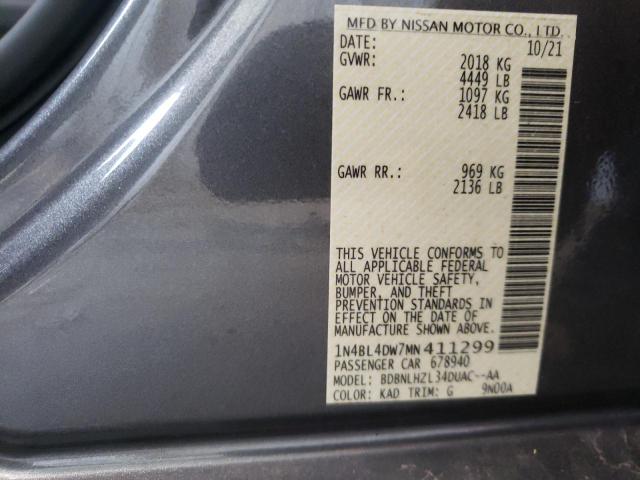 MFD BY NISSAN MOTOR CO., LTD.
DATE: 10/21
GVWR: 2018 KG
4449 LB
GAWR FR.: 1097 KG
2418 LB
GAWR RR.: 969 KG
2136 LB
THIS VEHICLE CONFORMS TO
ALL APPLICABLE FEDERAL
MOTOR VEHICLE SAFETY,
BUMPER, AND THEFT
PREVENTION STANDARDS IN
EFFECT ON THE DATE OF
MANUFACTURE SHOWN ABOVE.
1N4BL4DW7MN411299
PASSENGER CAR 678940
MODEL: BDBNLHZL34DUAC--AA
COLOR: KAD TRIM: G 9N00A